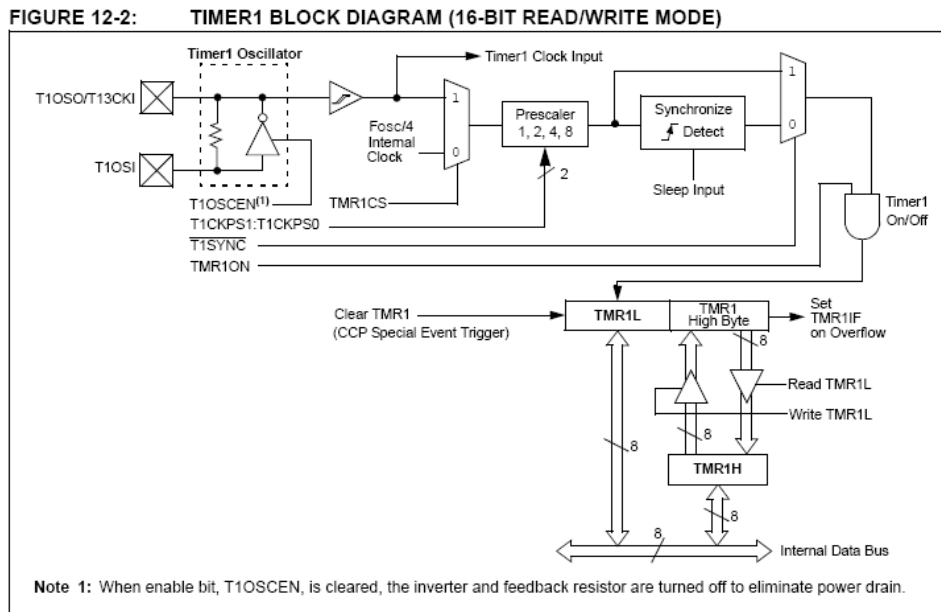 FIGURE 12-2: TIMER1 BLOCK DIAGRAM (16-BIT READ/WRITE MODE)
Timer1 Oscillator
Timer1 Clock Input
T1OSO/T13CKI
1
1
Prescaler
1, 2, 4, 8
Synchronize
Detect
Fosc/4
Internal
Clock
0
0
T1OSI
2
Sleep Input
T1OSCEN(1)
TMR1CS
T1CKPS1:T1CKPS0
T1SYNC
TMR1ON
Timer1
On/Off
Clear TMR1
(CCP Special Event Trigger)
TMR1L
TMR1
High Byte
Set
TMR1IF
on Overflow
8
Read TMR1L
Write TMR1L
8
8
TMR1H
8
8
Internal Data Bus
Note 1: When enable bit, T1OSCEN, is cleared, the inverter and feedback resistor are turned off to eliminate power drain.